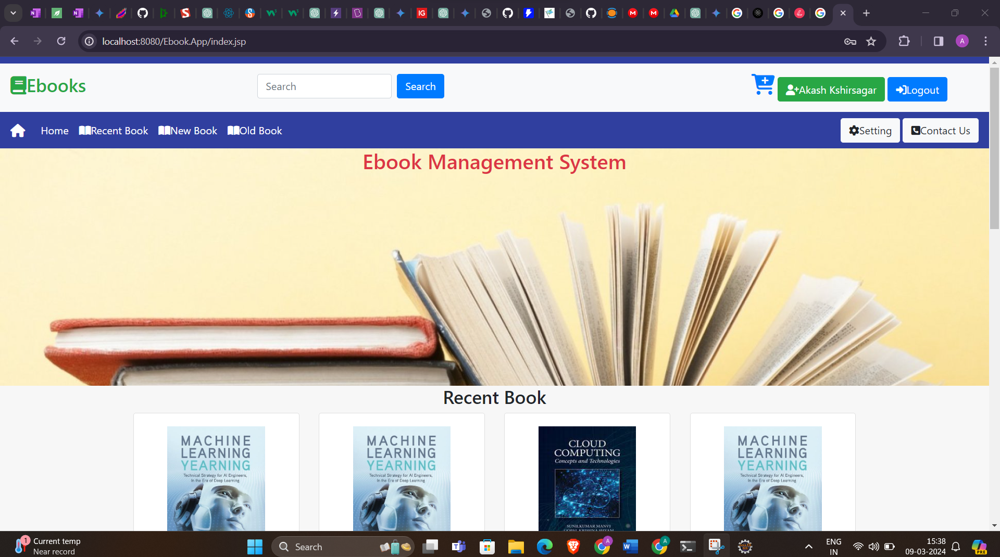 localhost:8080/Ebook.App/index.jsp
A
Ebooks
Search
Search
Akash Kshirsagar
Logout
Home
Recent Book
New Book
Old Book
Setting
Contact Us
Ebook Management System
Recent Book
MACHINE
LEARNING
YEARNING
Technical Strategy for AI Engineers,
In the Era of Deep Learning
MACHINE
LEARNING
YEARNING
Technical Strategy for AI Engineers,
In the Era of Deep Learning
CLOUD
COMPUTING
Concepts and Technologies
SUNILKUMAR MANVI
GOPAL KRISHNA SHYAM
MACHINE
LEARNING
YEARNING
Technical Strategy for AI Engineers,
In the Era of Deep Learning
1
Current temp
Near record
Search
ENG
IN
15:38
09-03-2024
PRE